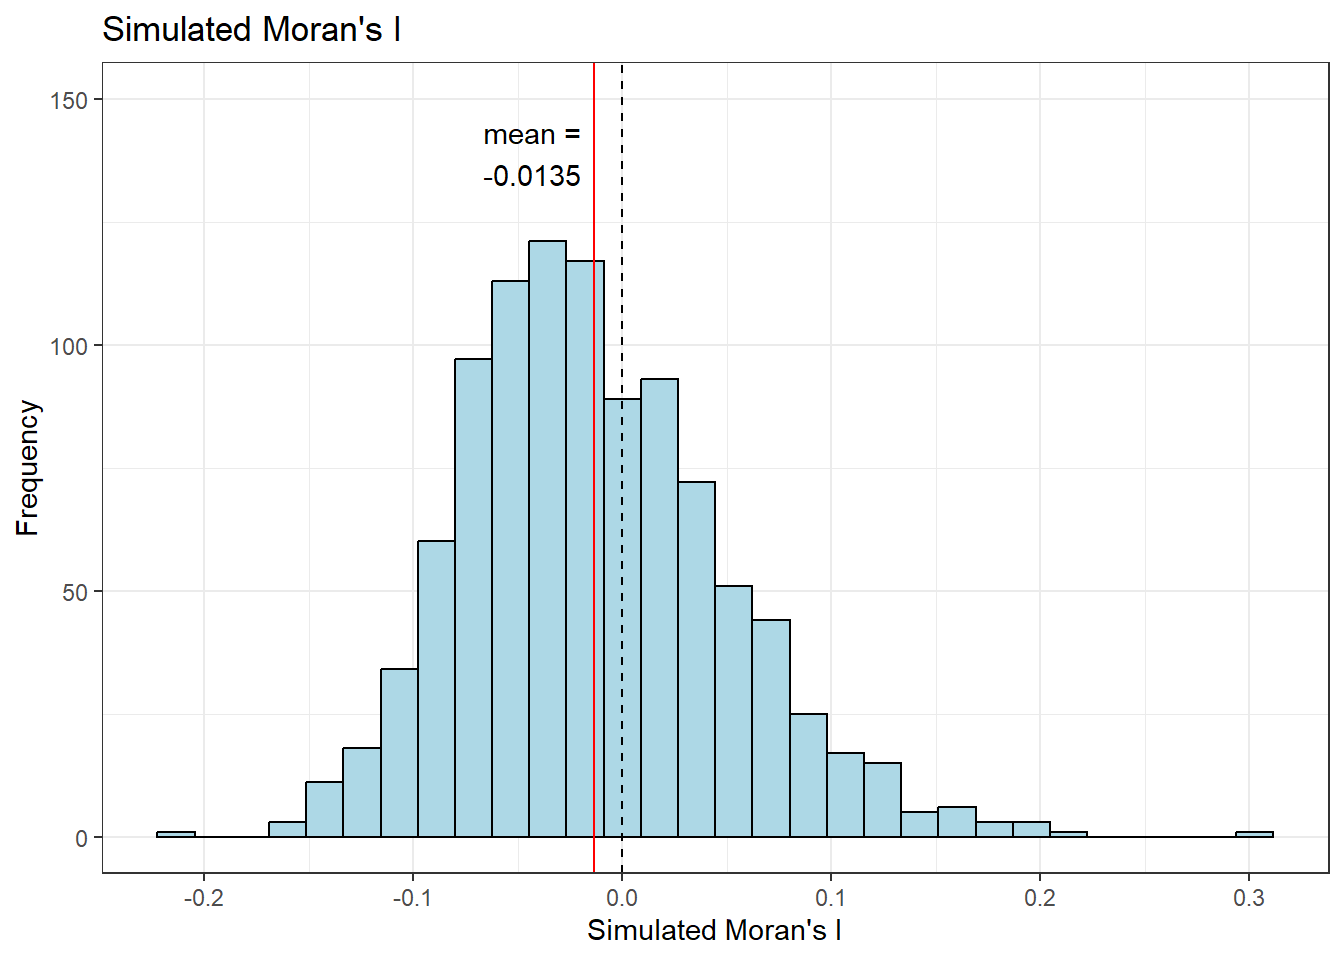 Simulated Moran's I
150
mean =
-0.0135
100
50
0
Frequency
-0.2 -0.1 0.0 0.1 0.2 0.3
Simulated Moran's I